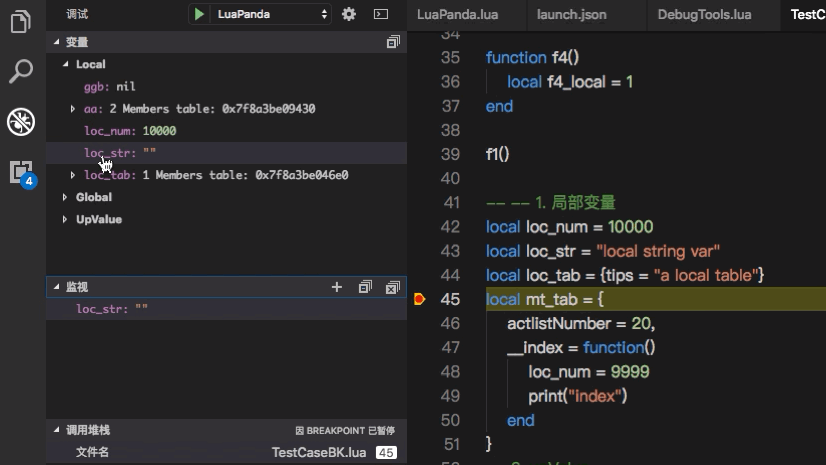 调试
LuaPanda
变量
Local
ggb: nil
aa: 2 Members table: 0x7f8a3be09430
loc_num: 10000
loc_str: ""
loc_tab: 1 Members table: 0x7f8a3be046e0
Global
UpValue
4
监视
loc_str: ""
调用堆栈
因 BREAKPOINT 已暂停
文件名
TestCaseBK.lua 45
LuaPanda.lua
launch.json
DebugTools.lua
TestC
34
35 function f4()
36 local f4_local = 1
37 end
38
39 f1()
40
41 -- -- 1. 局部变量
42 local loc_num = 10000
43 local loc_str = "local string var"
44 local loc_tab = {tips = "a local table"}
45 local mt_tab = {
46 actlistNumber = 20,
47 __index = function()
48 loc_num = 9999
49 print("index")
50 end
51 }